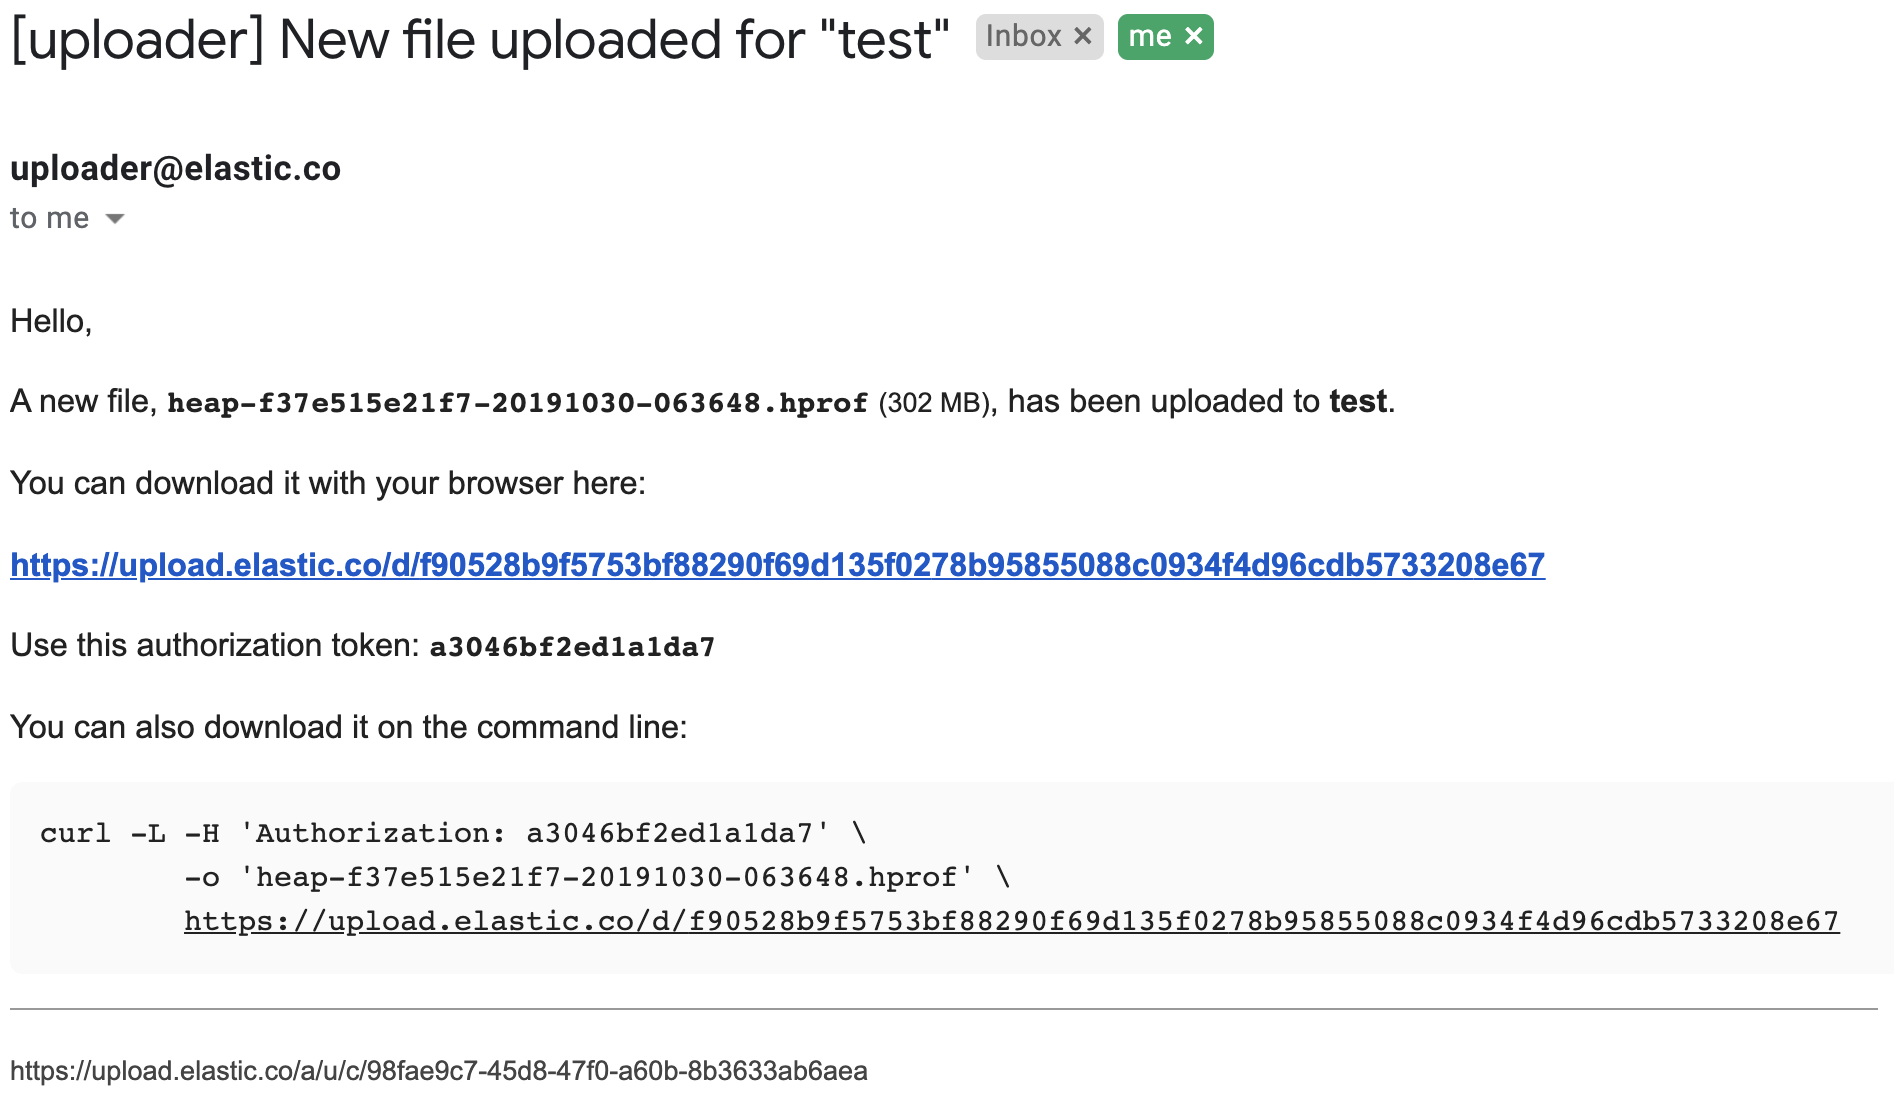 [uploader] New file uploaded for "test" Inbox × me ×
uploader@elastic.co
to me
Hello,
A new file, heap-f37e515e21f7-20191030-063648.hprof (302 MB), has been uploaded to test.
You can download it with your browser here:
https://upload.elastic.co/d/f90528b9f5753bf88290f69d135f0278b95855088c0934f4d96cdb5733208e67
Use this authorization token: a3046bf2ed1a1da7
You can also download it on the command line:
curl -L -H 'Authorization: a3046bf2ed1a1da7' \
-o 'heap-f37e515e21f7-20191030-063648.hprof' \
https://upload.elastic.co/d/f90528b9f5753bf88290f69d135f0278b95855088c0934f4d96cdb5733208e67
https://upload.elastic.co/a/u/c/98fae9c7-45d8-47f0-a60b-8b3633ab6aea